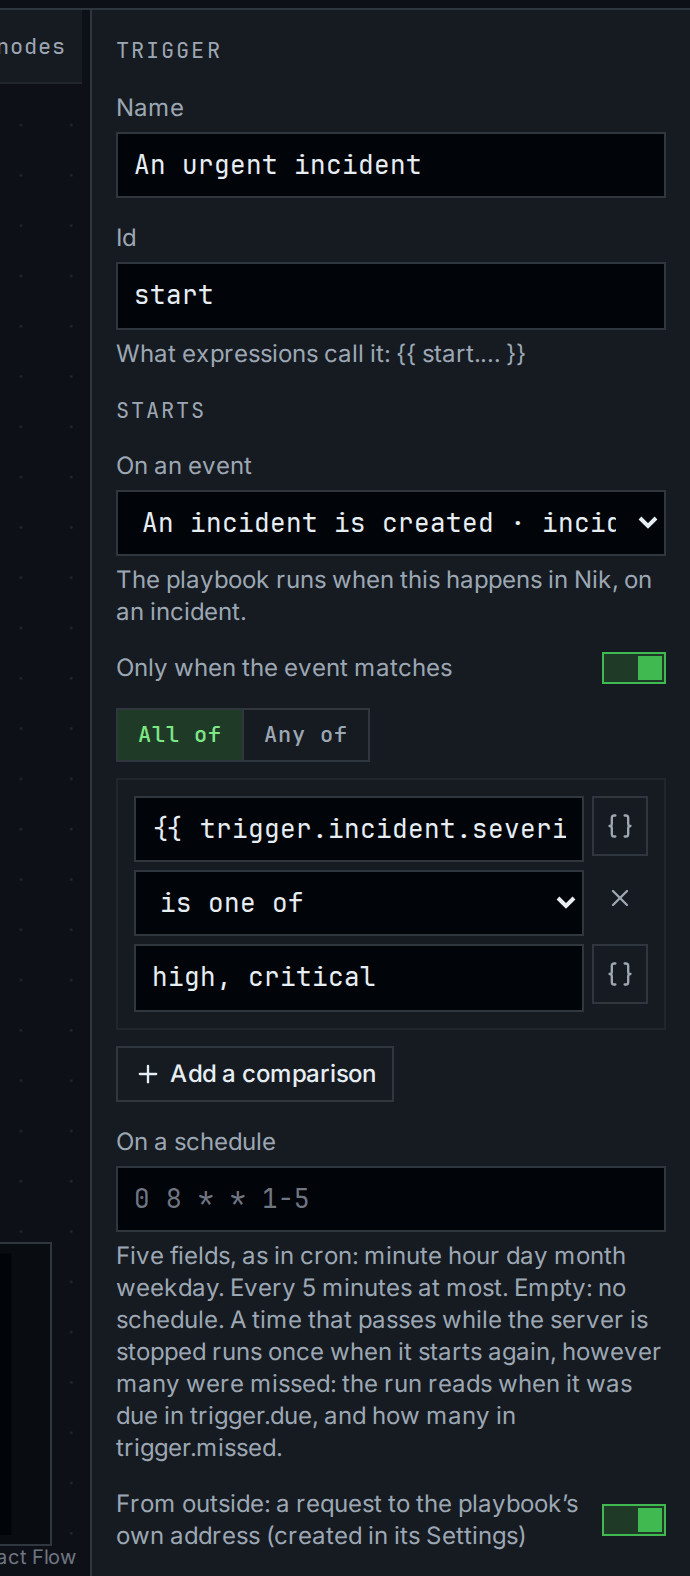 nodes
TRIGGER
Name
An urgent incident
Id
start
What expressions call it: {{ start.... }}
STARTS
On an event
An incident is created · incid
The playbook runs when this happens in Nik, on
an incident.
Only when the event matches
All of
Any of
{{ trigger.incident.severi
{}
is one of
high, critical
{}
Add a comparison
On a schedule
0 8 * * 1-5
Five fields, as in cron: minute hour day month
weekday. Every 5 minutes at most. Empty: no
schedule. A time that passes while the server is
stopped runs once when it starts again, however
many were missed: the run reads when it was
due in trigger.due, and how many in
trigger.missed.
From outside: a request to the playbook’s
own address (created in its Settings)
act Flow